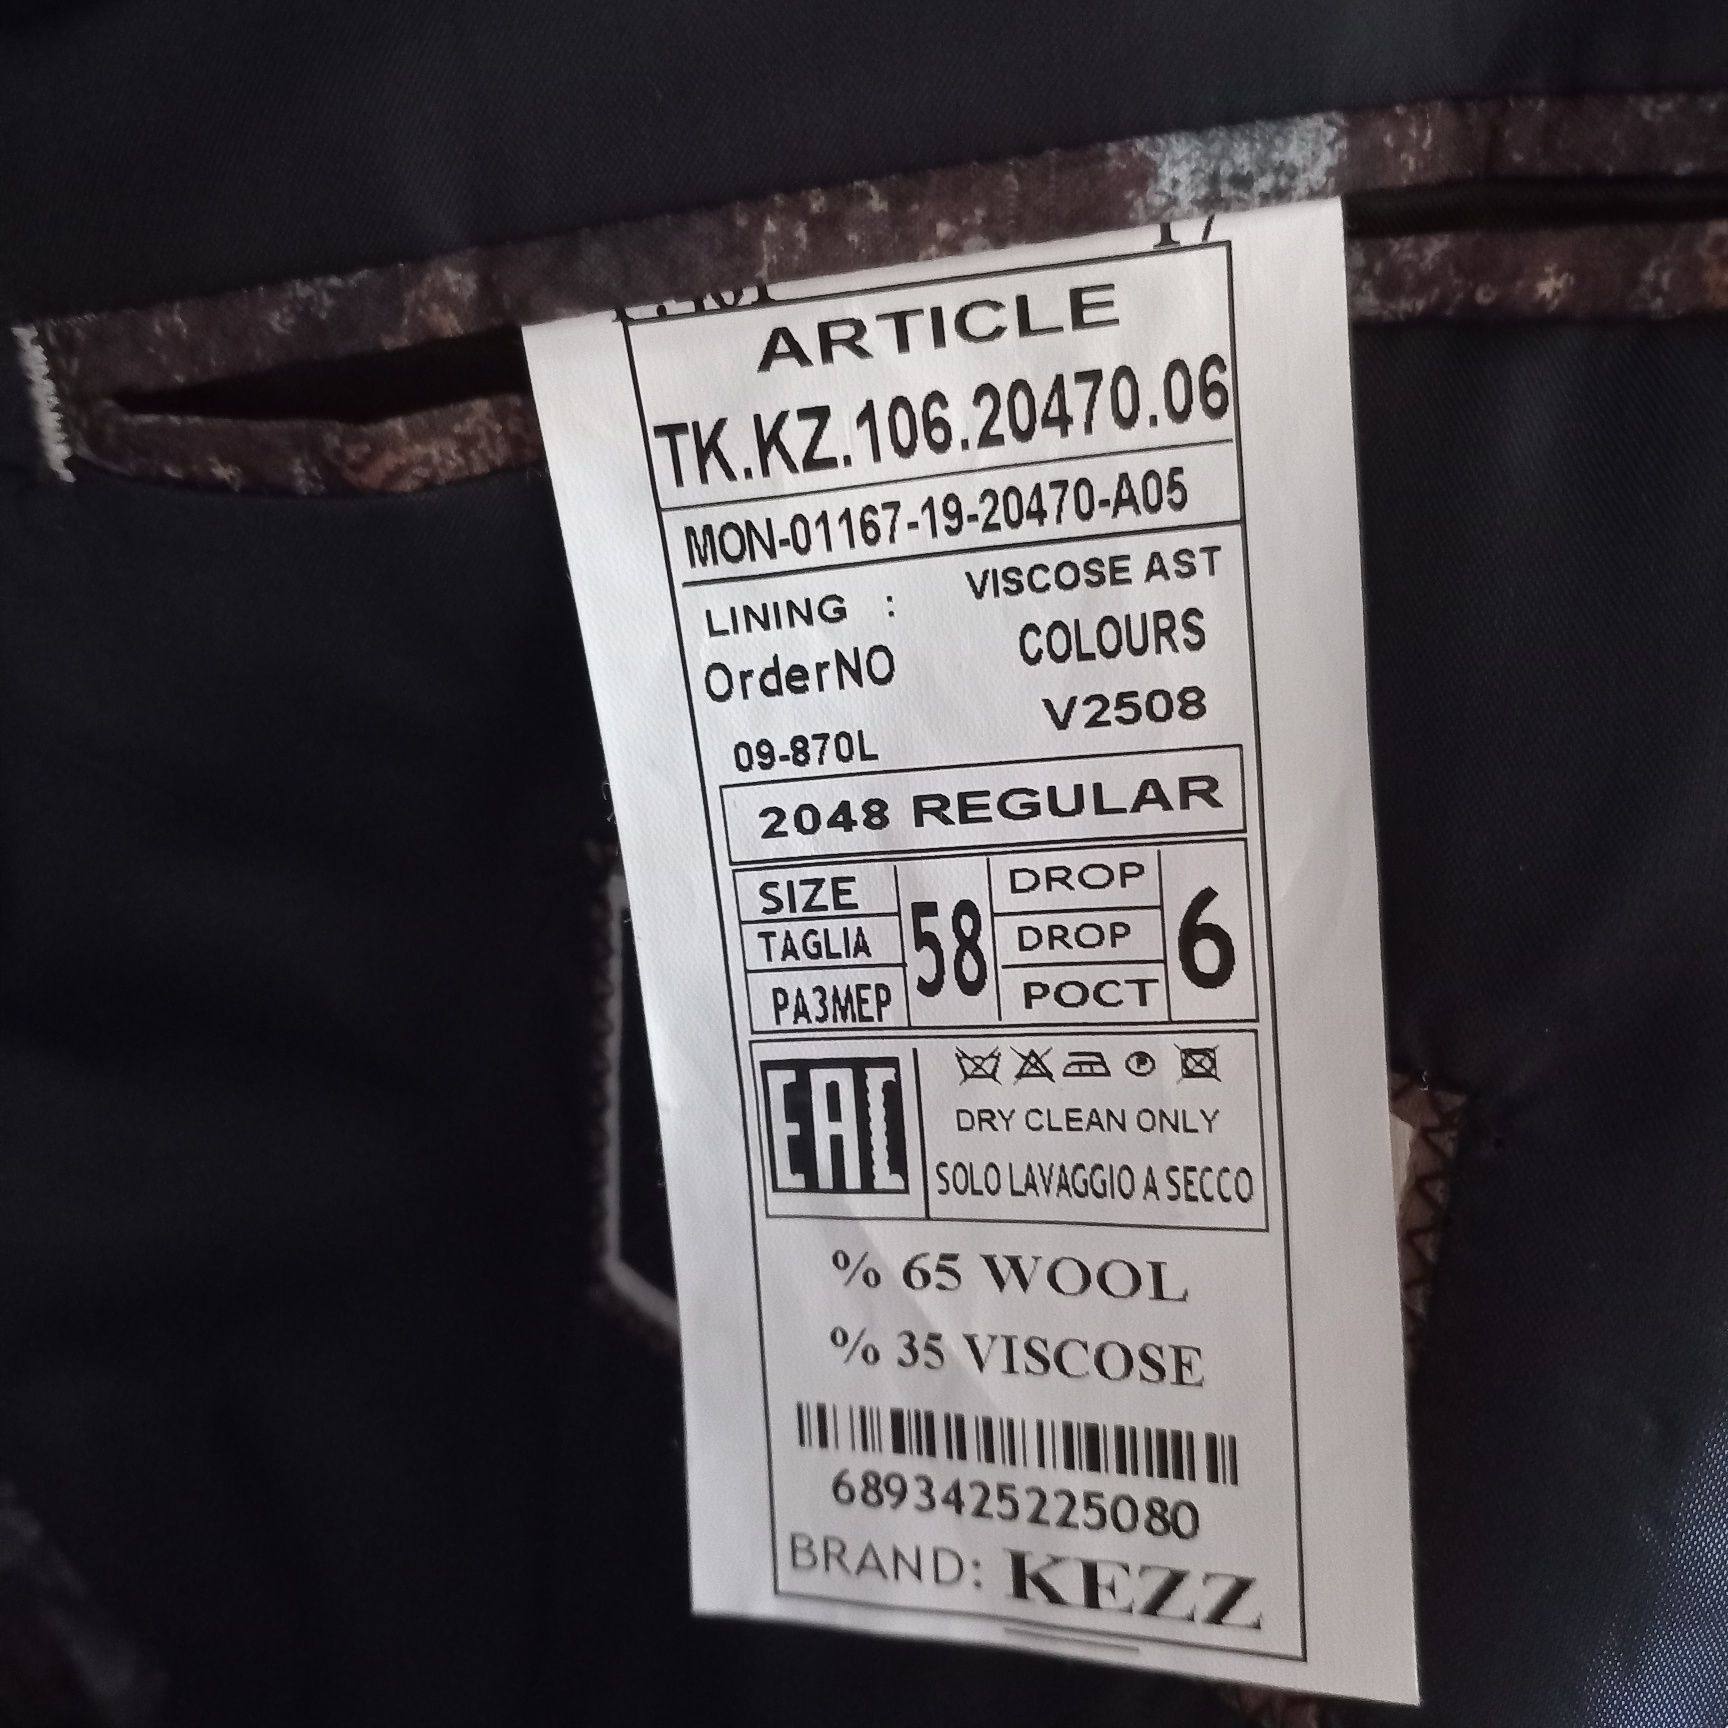 ARTICLE
TK.KZ.106.20470.06
MON-01167-19-20470-A05
LINING : VISCOSE AST
OrderNO COLOURS
09-870L V2508
2048 REGULAR
SIZE 58 DROP 6
TAGLIA DROP
РАЗМЕР РОСТ
EAC
P
DRY CLEAN ONLY
SOLO LAVAGGIO A SECCO
% 65 WOOL
% 35 VISCOSE
6893425225080
BRAND: KEZZ